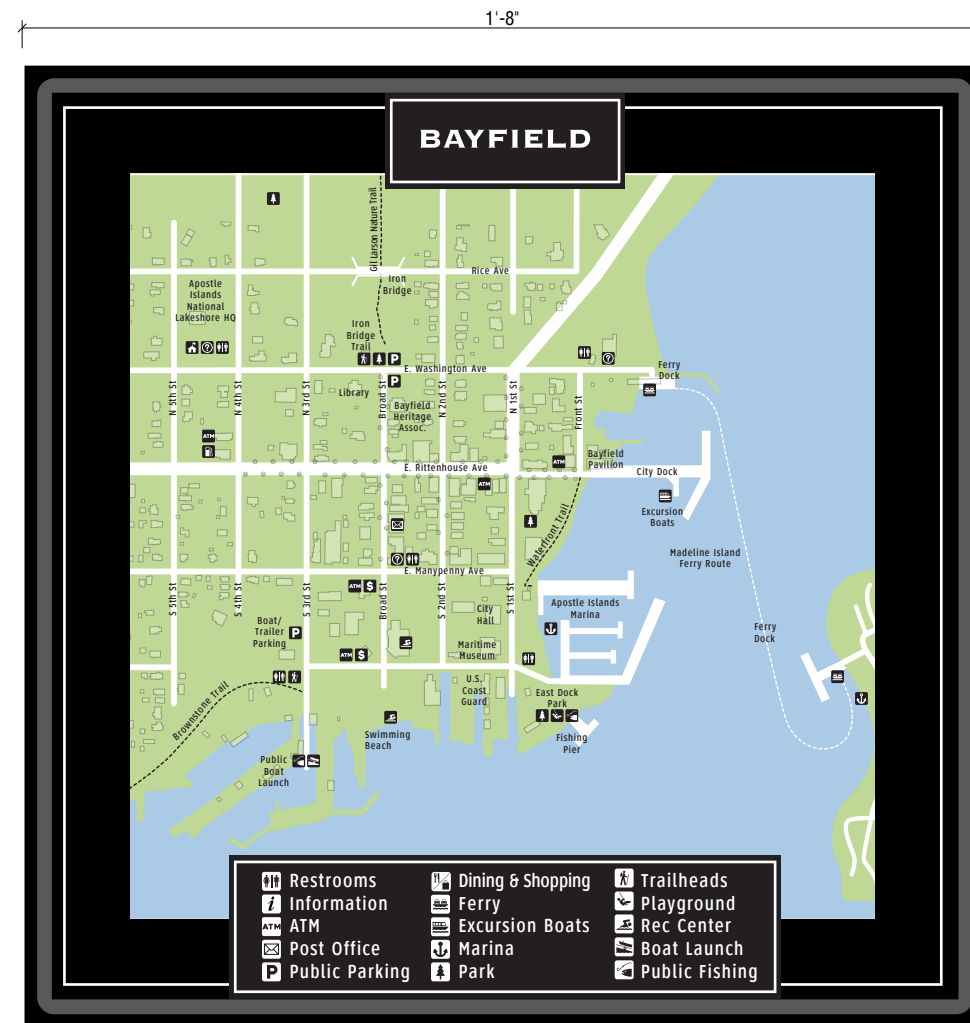 1'-8"
BAYFIELD
Gil Larson Nature Trail
Rice Ave
Iron
Bridge
Apostle
Islands
National
Lakeshore HQ
?
Iron
Bridge
Trail
P
E. Washington Ave
?
Ferry
Dock
P
N 5th St
N 4th St
N 3rd St
Library
Broad St
Bayfield
Heritage
Assoc.
N 2nd St
N 1st St
Front St
ATM
ATM
Bayfield
Pavilion
E. Rittenhouse Ave
City Dock
ATM
Excursion
Boats
Waterfront Trail
Madeline Island
Ferry Route
?
E. Manypenny Ave
S 5th St
S 4th St
S 3rd St
ATM $
Broad St
S 2nd St
S 1st St
City
Hall
Apostle Islands
Marina
Boat/
Trailer
Parking
P
ATM $
Maritime
Museum
Ferry
Dock
Brownstone Trail
U.S.
Coast
Guard
East Dock
Park
Swimming
Beach
Fishing
Pier
Public
Boat
Launch
Restrooms
i Information
ATM ATM
Post Office
P Public Parking
Dining & Shopping
Ferry
Excursion Boats
Marina
Park
Trailheads
Playground
Rec Center
Boat Launch
Public Fishing